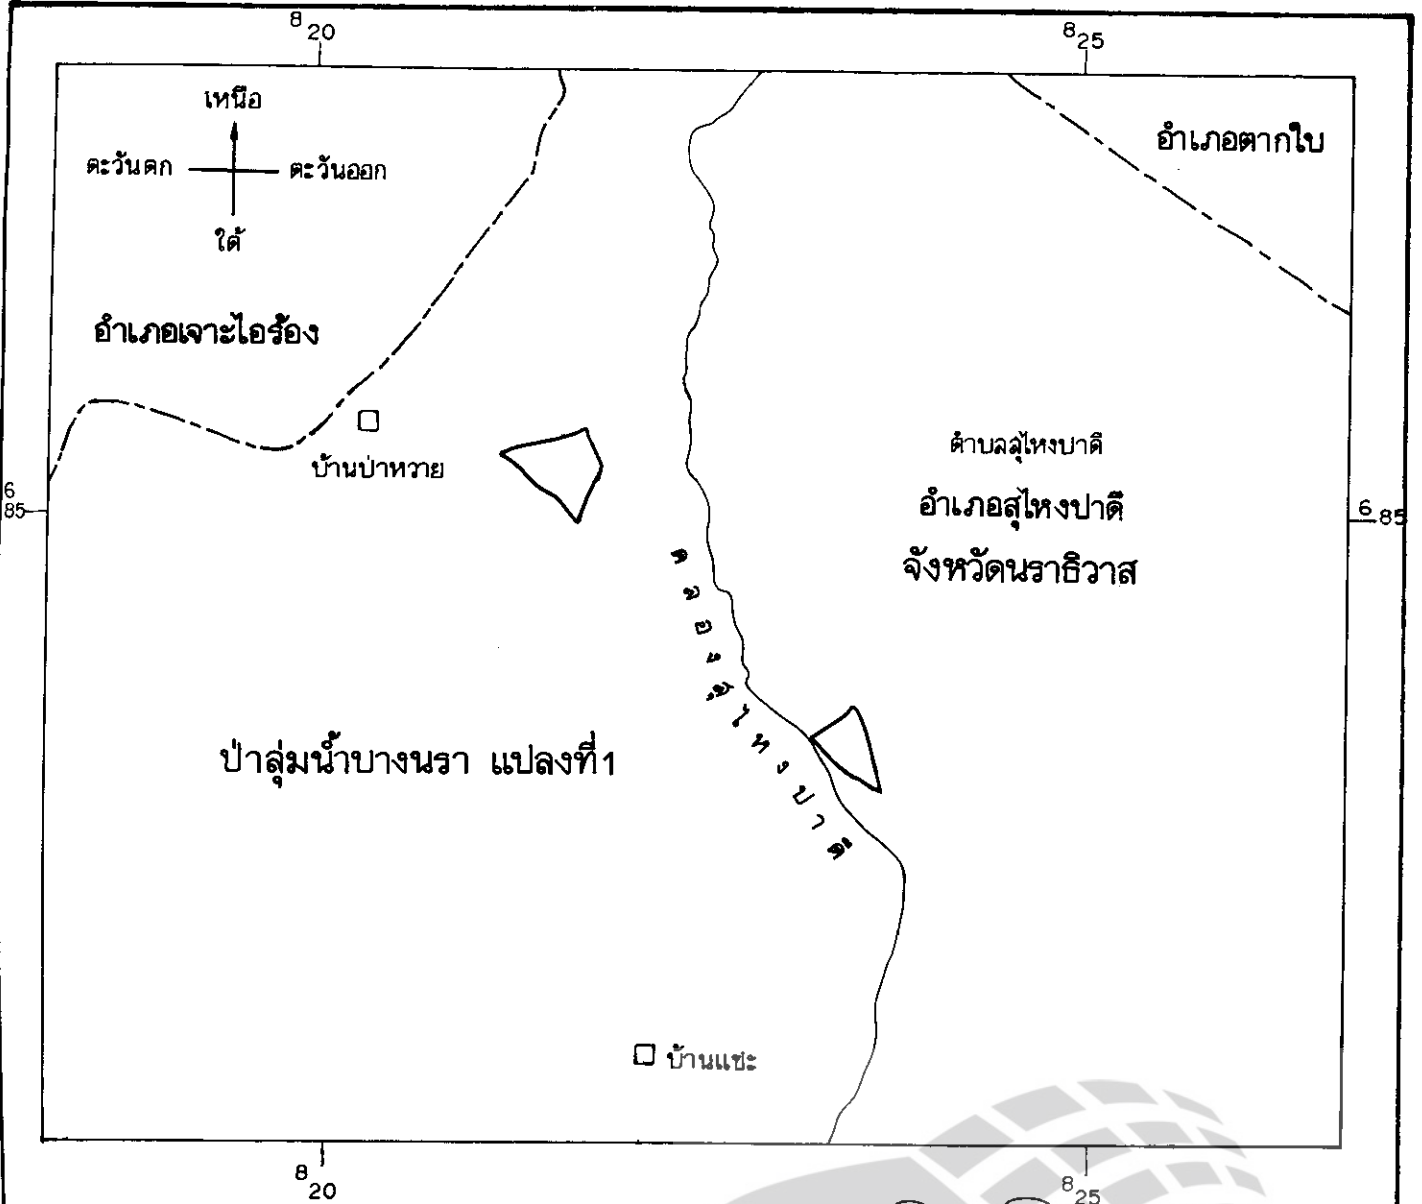 8 20
8 25
เหนือ
ตะวันตก ตะวันออก
ใต้
อำเภอตากใบ
อำเภอเจาะไอร้อง
บ้านป่าหวาย
ตำบลสุไหงปาดี
อำเภอสุไหงปาดี
จังหวัดนราธิวาส
6 85
6 85
คลองสุไหงปาดี
ป่าลุ่มน้ำบางนรา แปลงที่1
บ้านแซะ
8 20
8 25